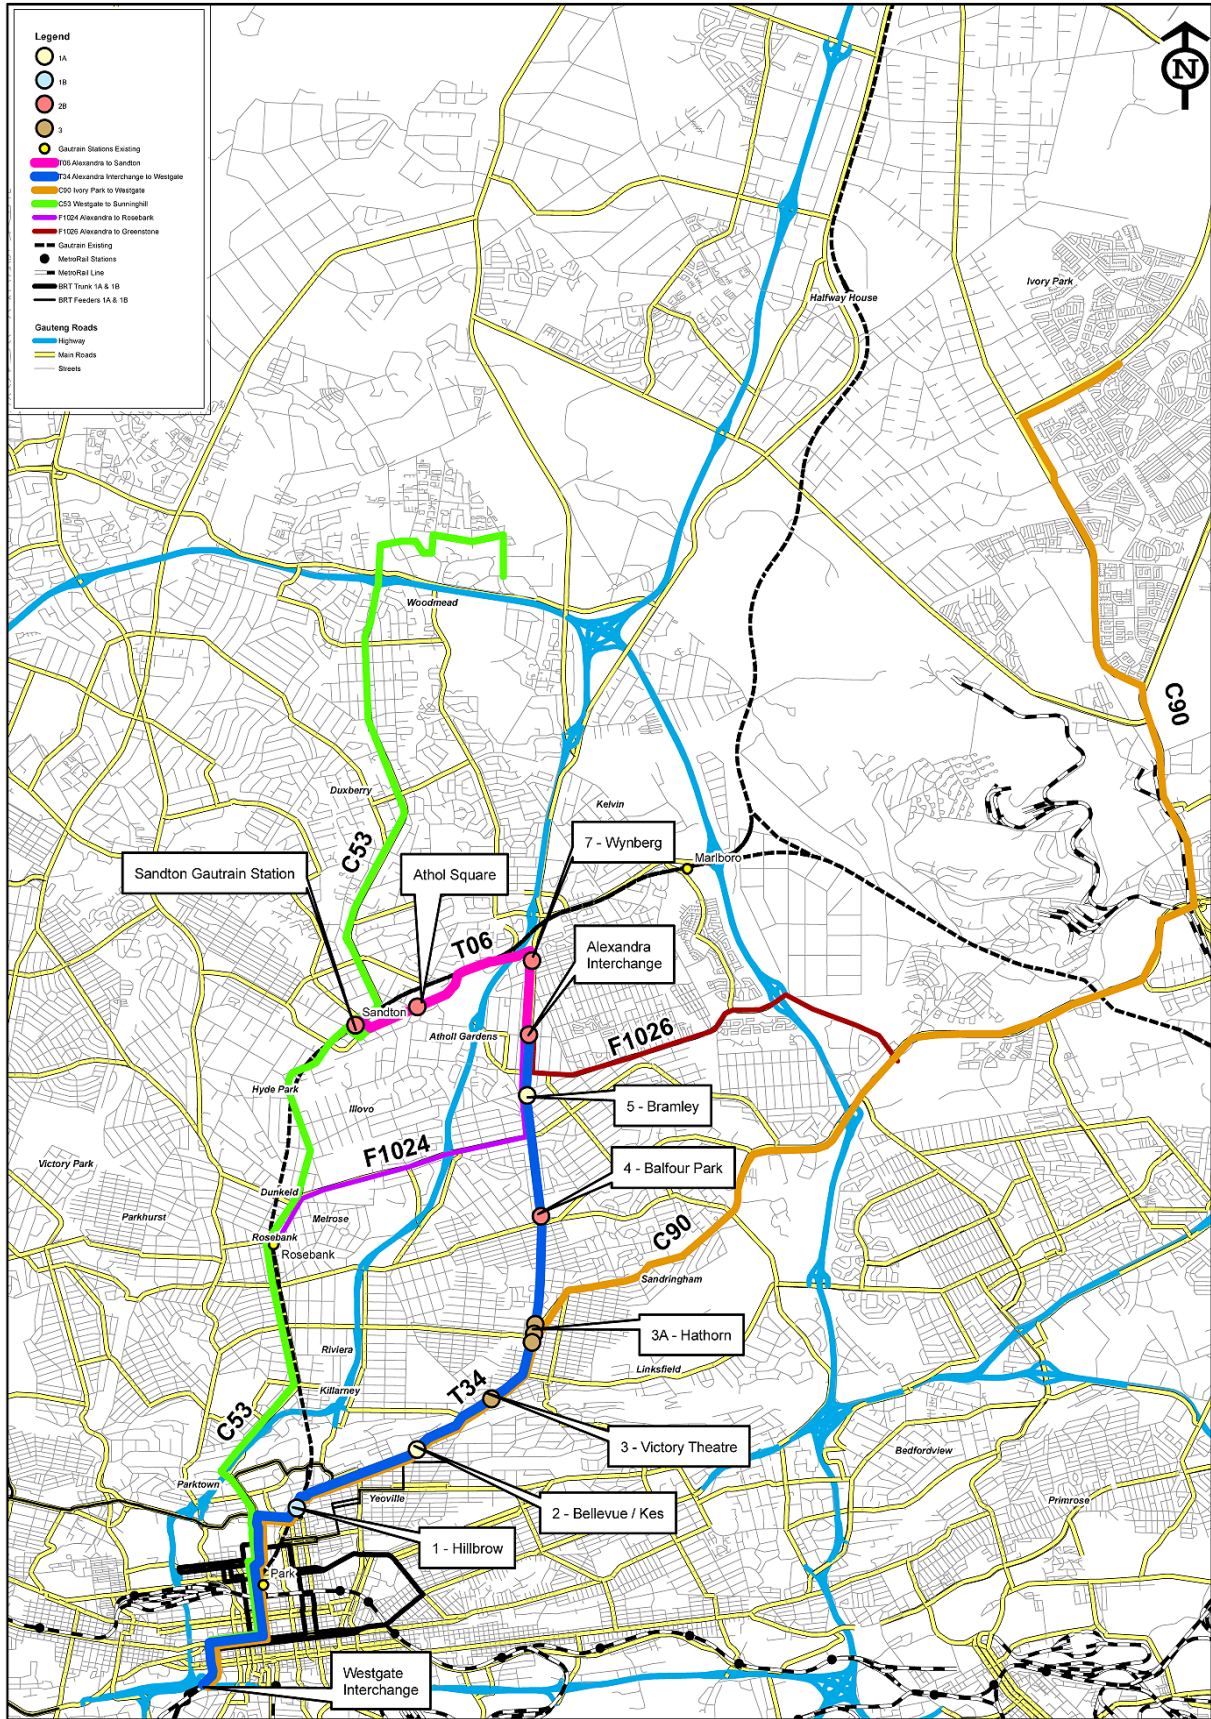 Legend
1A
1B
2B
3
Gautrain Stations Existing
T06 Alexandra to Sandton
T34 Alexandra Interchange to Westgate
C90 Ivory Park to Westgate
C53 Westgate to Sunninghill
F1024 Alexandra to Rosebank
F1026 Alexandra to Greenstone
Gautrain Existing
MetroRail Stations
MetroRail Line
BRT Trunk 1A & 1B
BRT Feeders 1A & 1B
Gauteng Roads
Highway
Main Roads
Streets
N
Ivory Park
Halfway House
Woodmead
C90
Duxberry
Kelvin
C53
7 - Wynberg
Marlboro
Sandton Gautrain Station
Athol Square
T06
Alexandra
Interchange
Sandton
Atholl Gardens
F1026
Hyde Park
Illovo
5 - Bramley
F1024
Victory Park
4 - Balfour Park
Dunkeld
Parkhurst
Melrose
C90
Rosebank
Rosebank
Sandringham
3A - Hathorn
Riviera
Linksfield
Killarney
T34
C53
3 - Victory Theatre
Bedfordview
Parktown
Yeoville
Primrose
2 - Bellevue / Kes
1 - Hillbrow
Park
Westgate
Interchange